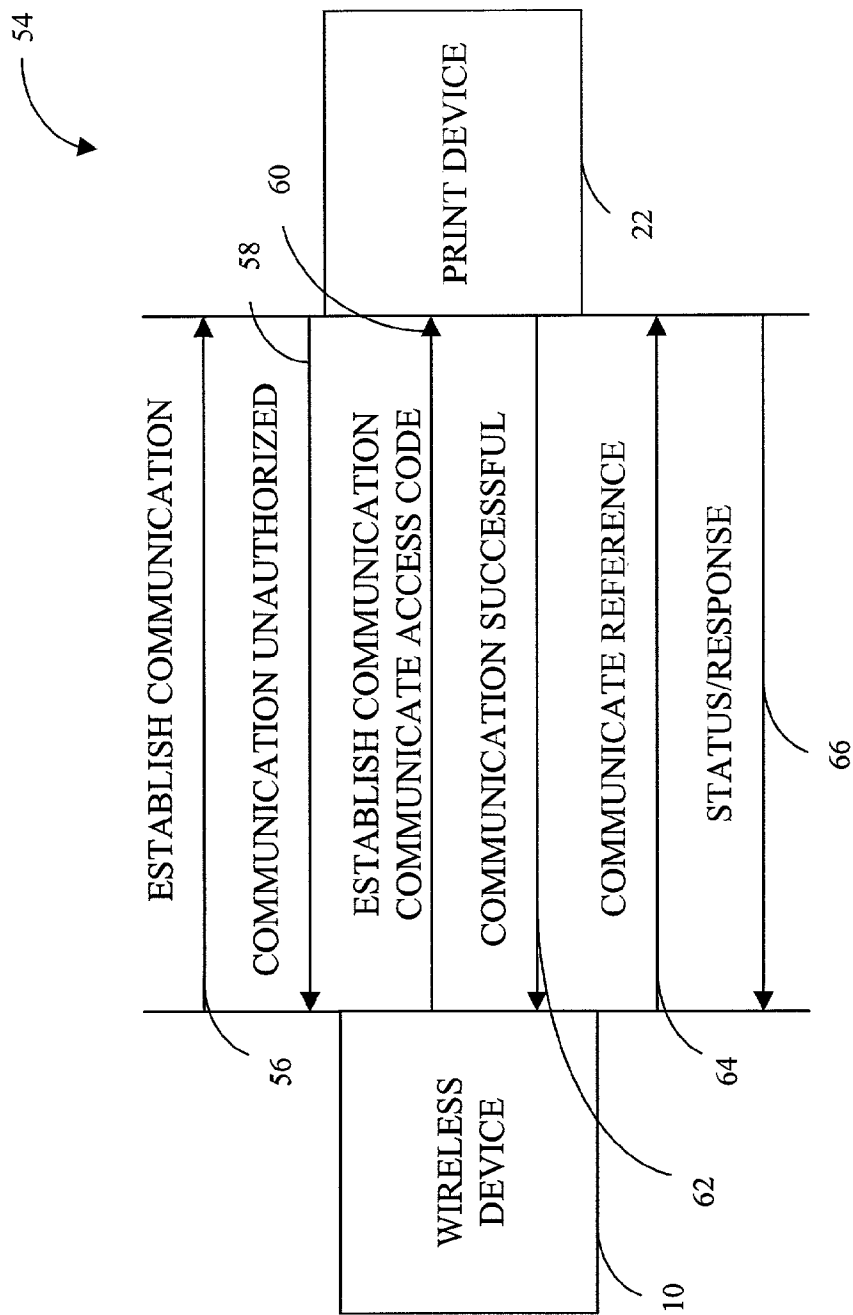 54
ESTABLISH COMMUNICATION
56
COMMUNICATION UNAUTHORIZED
58
ESTABLISH COMMUNICATION
COMMUNICATE ACCESS CODE
60
WIRELESS
DEVICE
10
PRINT DEVICE
22
COMMUNICATION SUCCESSFUL
62
COMMUNICATE REFERENCE
64
STATUS/RESPONSE
66